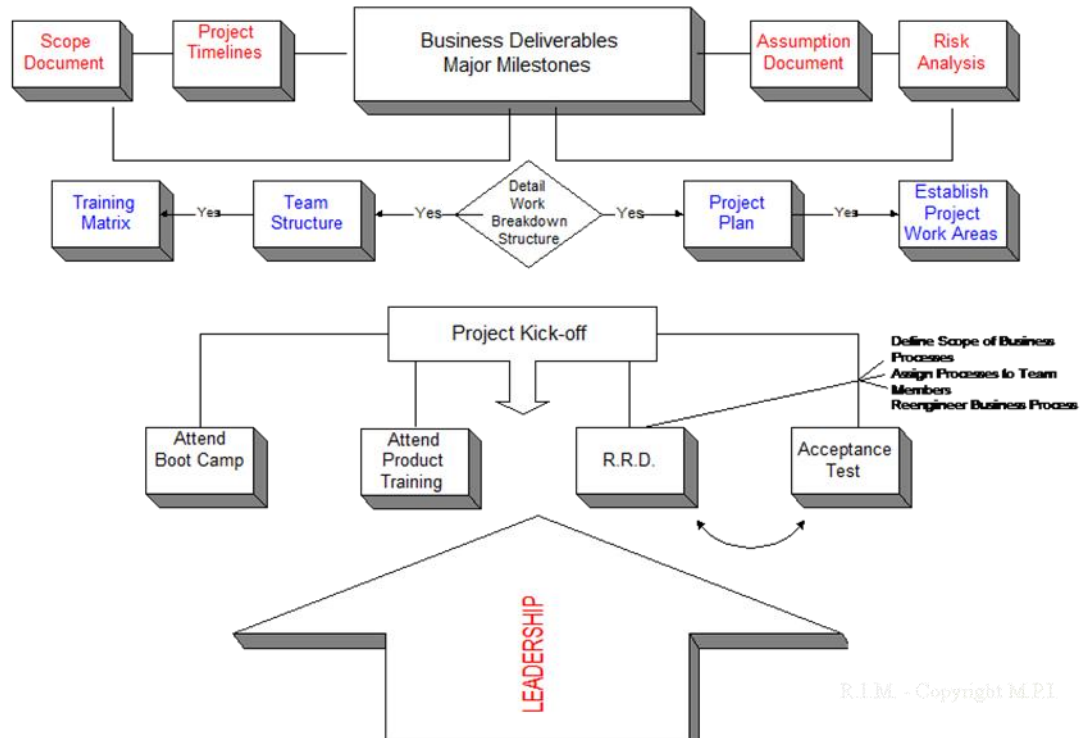 Scope
Document
Project
Timelines
Business Deliverables
Major Milestones
Assumption
Document
Risk
Analysis
Training
Matrix
Yes
Team
Structure
Yes
Detail
Work
Breakdown
Structure
Yes
Project
Plan
Yes
Establish
Project
Work Areas
Project Kick-off
Define Scope of Business
Processes
Assign Processes to Team
Members
Reengineer Business Process
Attend
Boot Camp
Attend
Product
Training
R.R.D.
Acceptance
Test
LEADERSHIP
R.I.M. - Copyright M.P.I.